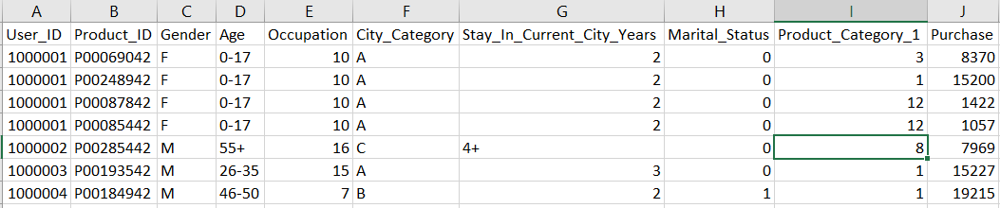 A B C D E F G H I J
User_ID Product_ID Gender Age Occupation City_Category Stay_In_Current_City_Years Marital_Status Product_Category_1 Purchase
1000001 P00069042 F 0-17 10 A 2 0 3 8370
1000001 P00248942 F 0-17 10 A 2 0 1 15200
1000001 P00087842 F 0-17 10 A 2 0 12 1422
1000001 P00085442 F 0-17 10 A 2 0 12 1057
1000002 P00285442 M 55+ 16 C 4+ 0 8 7969
1000003 P00193542 M 26-35 15 A 3 0 1 15227
1000004 P00184942 M 46-50 7 B 2 1 1 19215